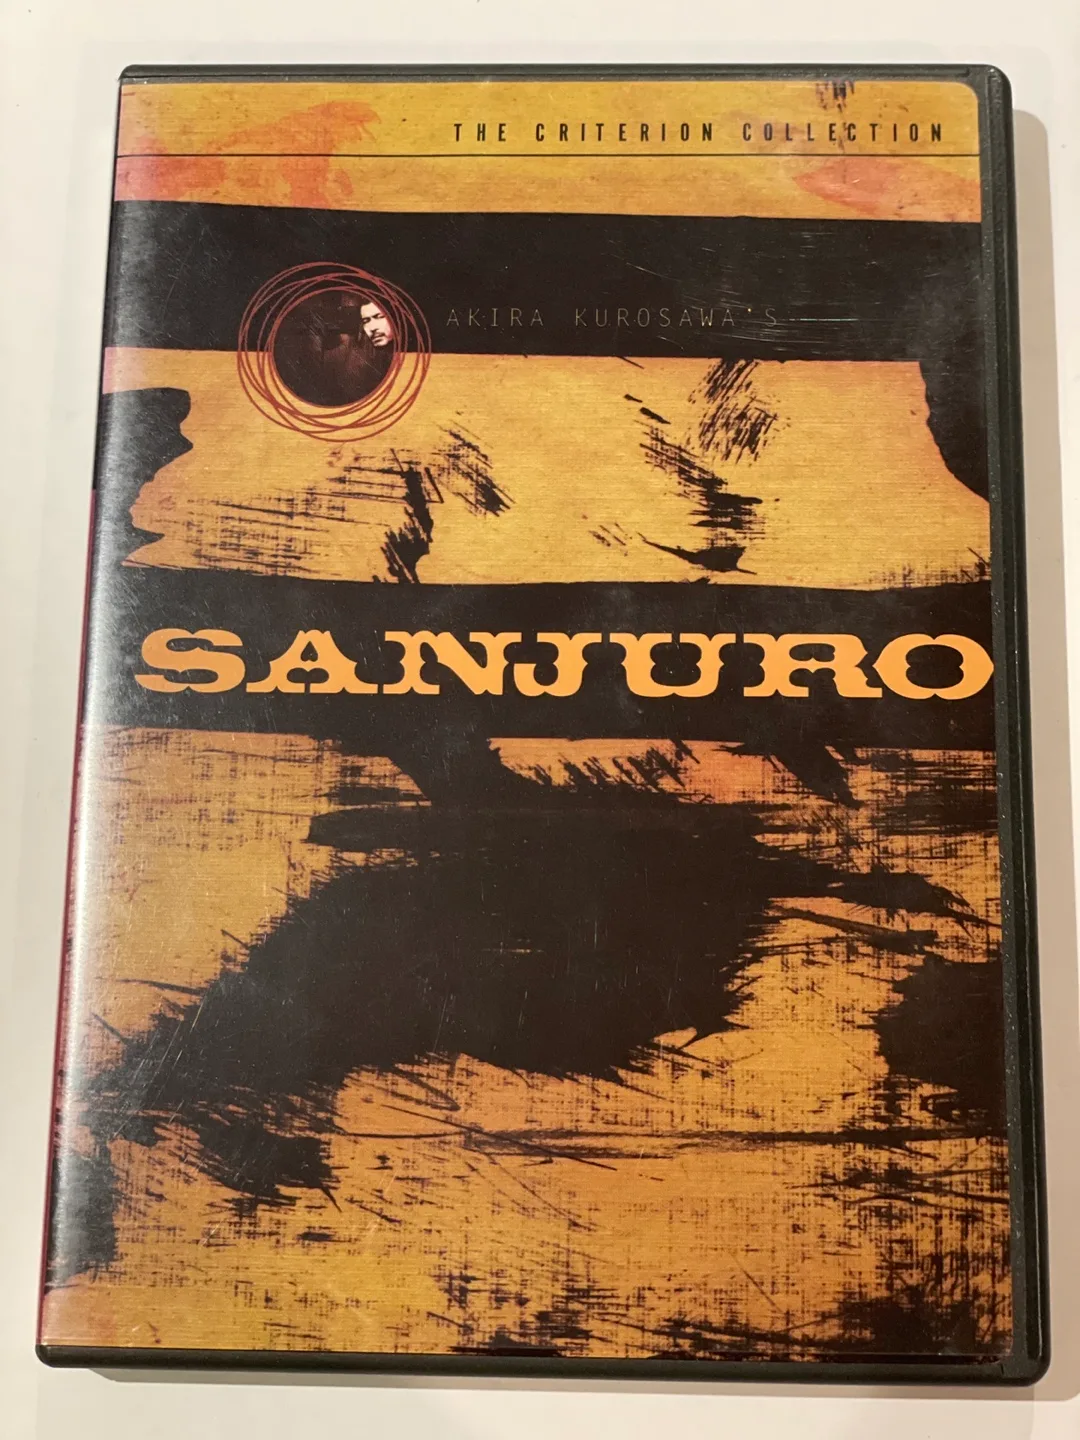 THE CRITERION COLLECTION
AKIRA KUROSAWA'S
SANJURO